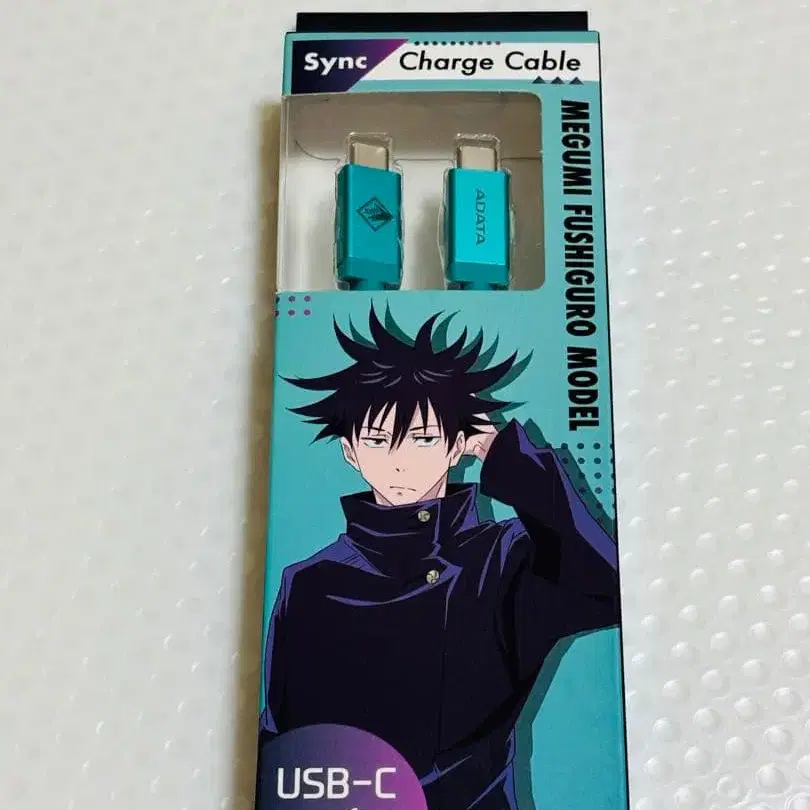 Sync Charge Cable
MEGUMI FUSHIGURO MODEL
ADATA
USB-C